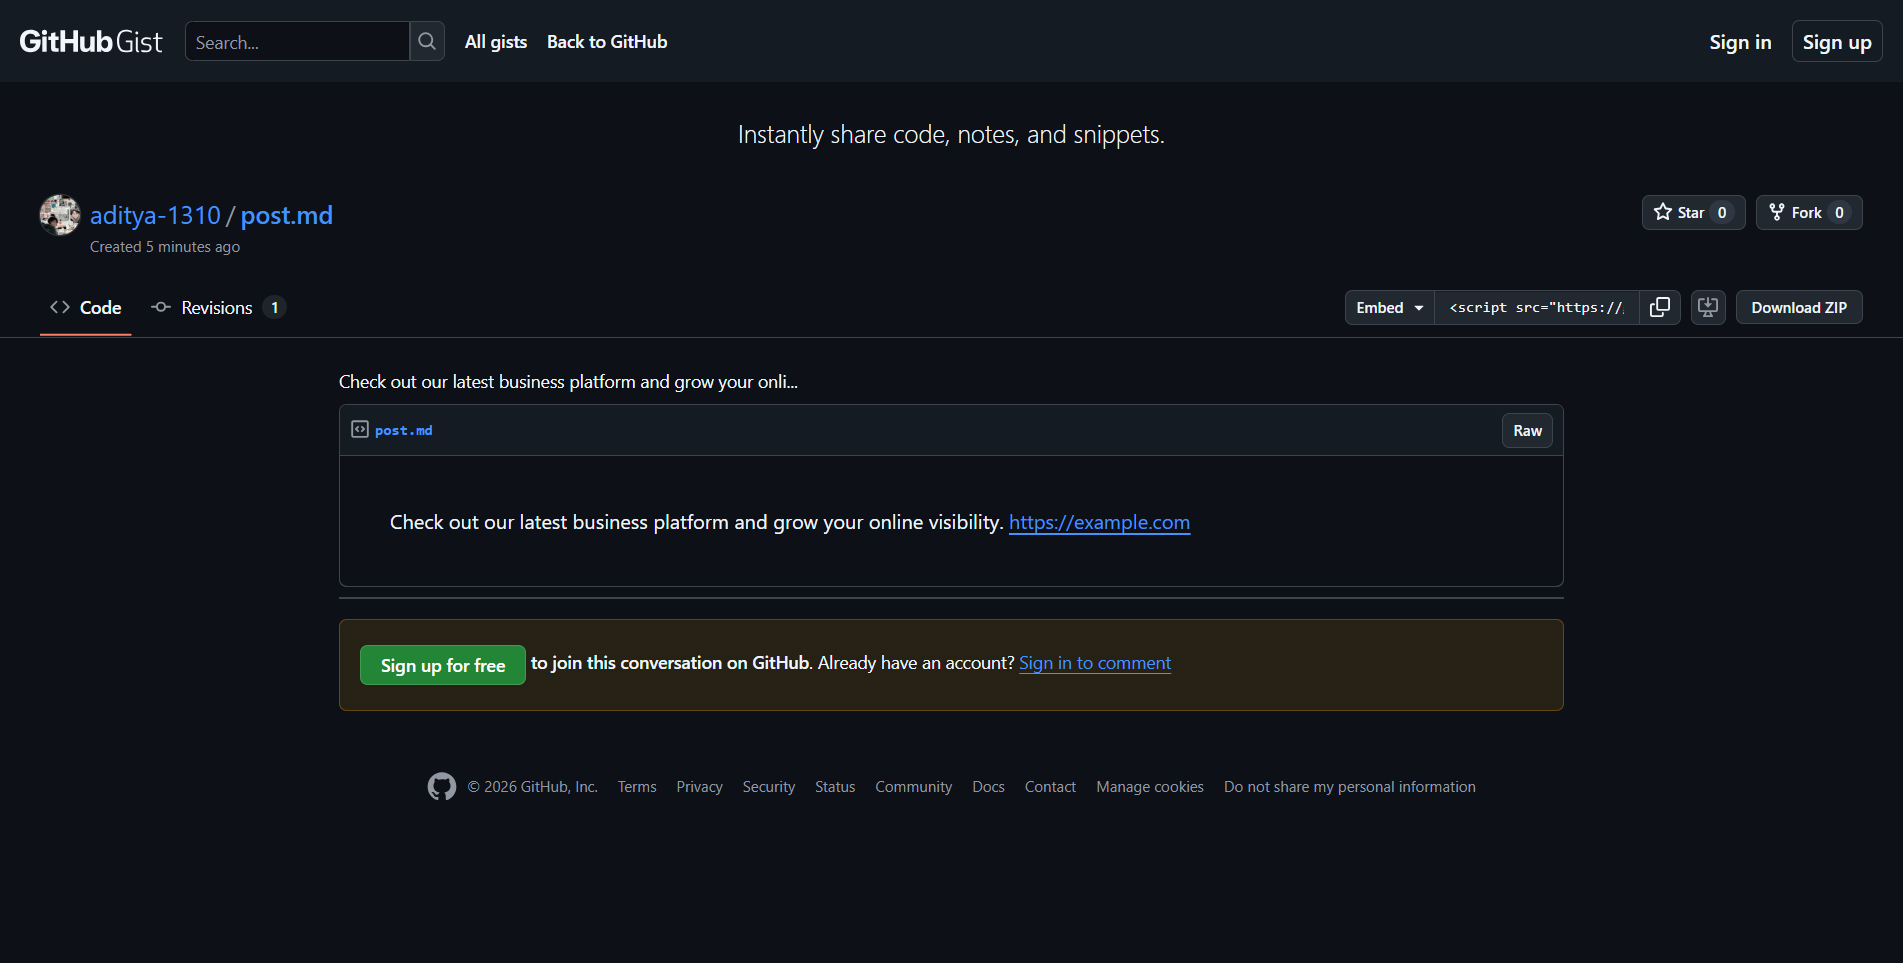 GitHub Gist Search... All gists Back to GitHub Sign in Sign up
Instantly share code, notes, and snippets.
aditya-1310 / post.md Star 0 Fork 0
Created 5 minutes ago
Code Revisions 1 Embed <script src="https:// Download ZIP
Check out our latest business platform and grow your onli...
post.md Raw
Check out our latest business platform and grow your online visibility. https://example.com
Sign up for free to join this conversation on GitHub. Already have an account? Sign in to comment
© 2026 GitHub, Inc. Terms Privacy Security Status Community Docs Contact Manage cookies Do not share my personal information